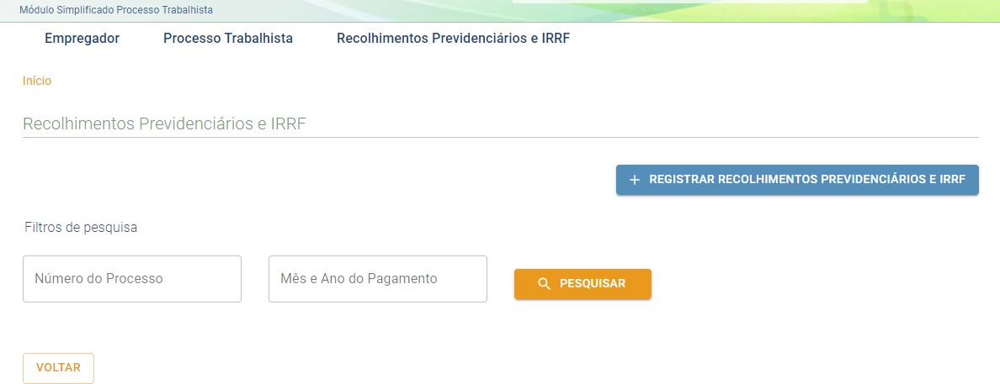 Módulo Simplificado Processo Trabalhista
Empregador Processo Trabalhista Recolhimentos Previdenciários e IRRF
Início
Recolhimentos Previdenciários e IRRF
+ REGISTRAR RECOLHIMENTOS PREVIDENCIÁRIOS E IRRF
Filtros de pesquisa
Número do Processo Mês e Ano do Pagamento PESQUISAR
VOLTAR